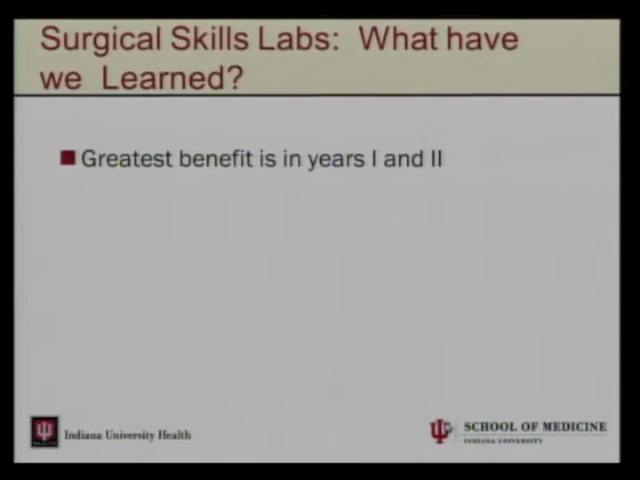 Surgical Skills Labs: What have
we Learned?
Greatest benefit is in years I and II
Indiana University Health
SCHOOL OF MEDICINE
INDIANA UNIVERSITY